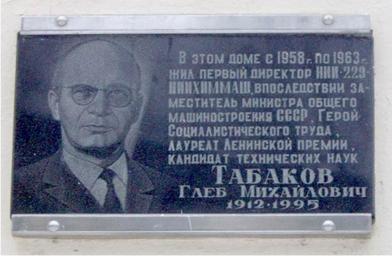 В этом доме с 1958 г. по 1963 г.
жил первый директор НИИ-229
НИИХИММАШ, впоследствии за-
меститель министра общего
машиностроения СССР, Герой
Социалистического Труда,
лауреат Ленинской премии,
кандидат технических наук
ТАБАКОВ
Глеб Михайлович
1912-1995